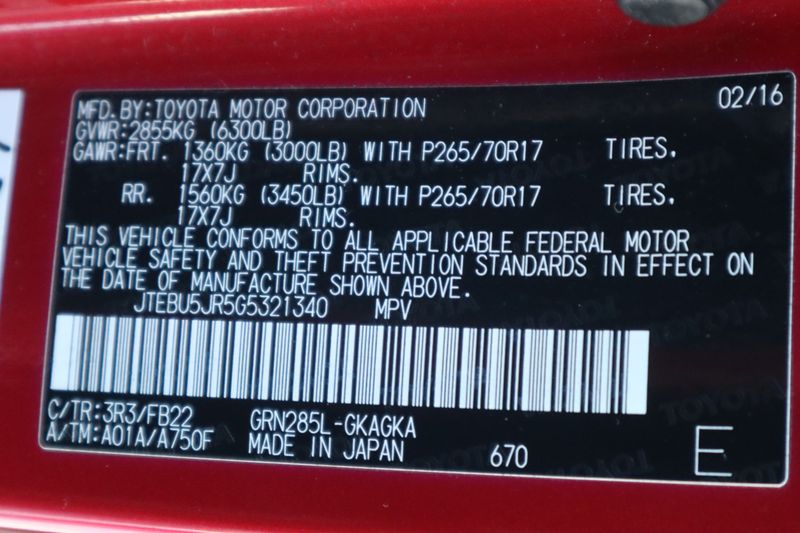 02/16
MFD.BY:TOYOTA MOTOR CORPORATION
GVWR:2855KG (6300LB)
GAWR:FRT. 1360KG (3000LB) WITH P265/70R17 TIRES.
17X7J RIMS.
RR. 1560KG (3450LB) WITH P265/70R17 TIRES.
17X7J RIMS.
THIS VEHICLE CONFORMS TO ALL APPLICABLE FEDERAL MOTOR
VEHICLE SAFETY AND THEFT PREVENTION STANDARDS IN EFFECT ON
THE DATE OF MANUFACTURE SHOWN ABOVE.
JTEBU5JR5G5321340 MPV
C/TR:3R3/FB22 GRN285L-GKAGKA
A/TM:A01A/A750F MADE IN JAPAN 670 E